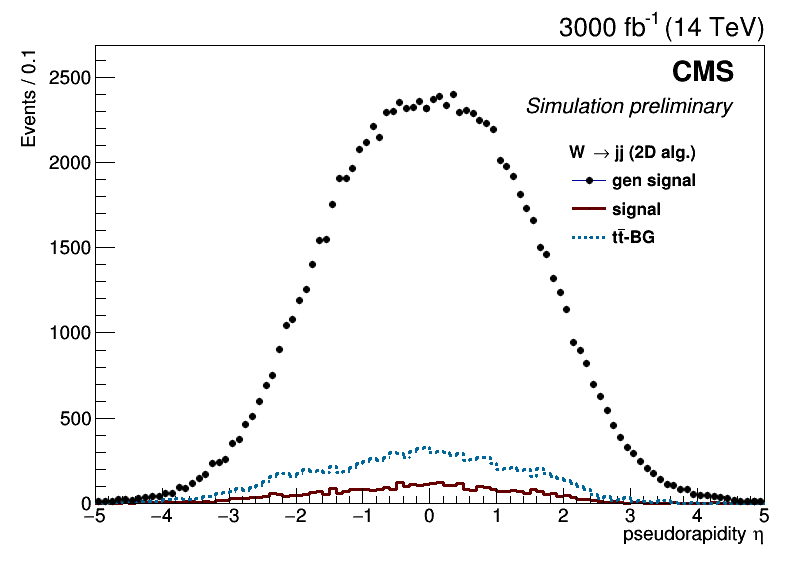 3000 fb⁻¹ (14 TeV)
Events / 0.1
2500
2000
1500
1000
500
0
CMS
Simulation preliminary
W → jj (2D alg.)
gen signal
signal
tt̄-BG
−5 −4 −3 −2 −1 0 1 2 3 4 5
pseudorapidity η